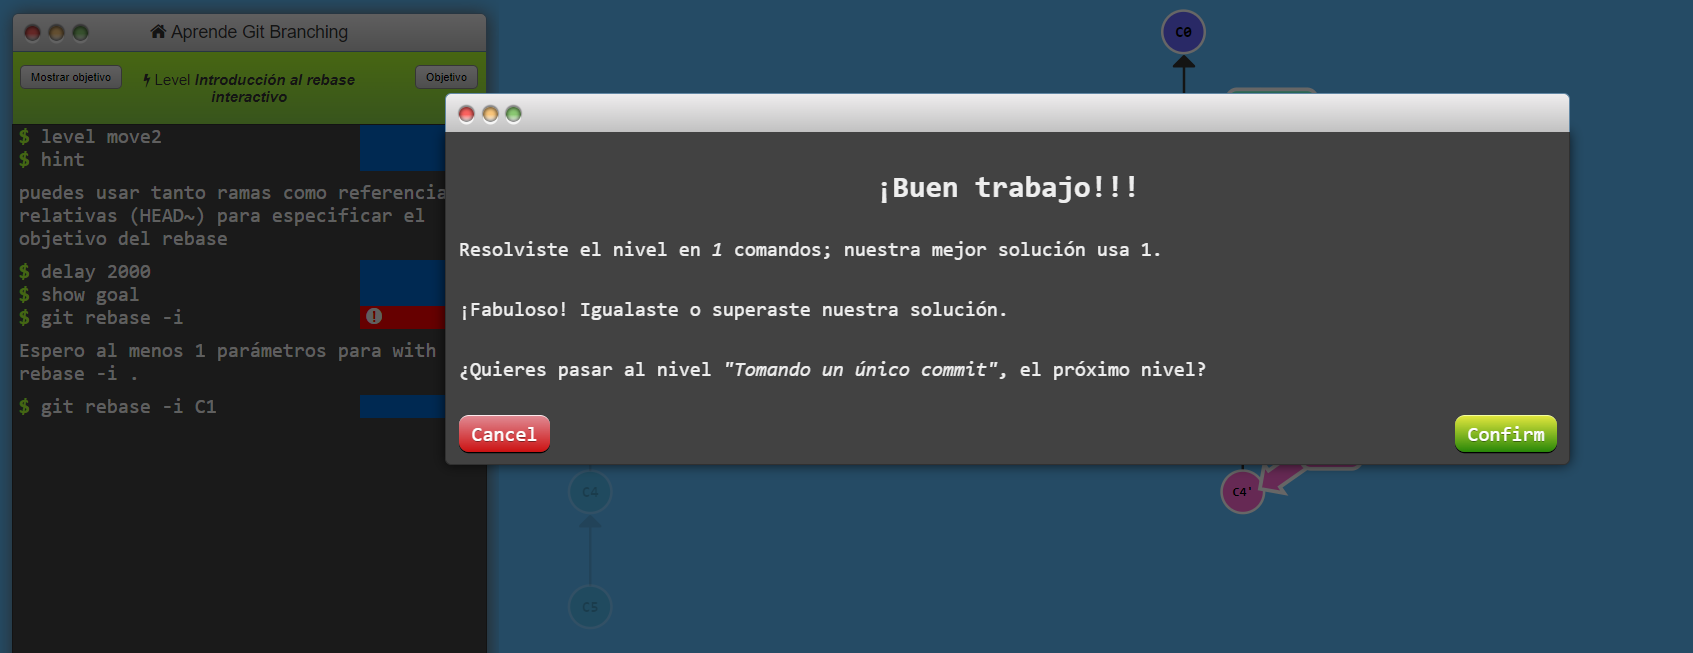 Aprende Git Branching
Mostrar objetivo
Level Introducción al rebase
interactivo
Objetivo
$ level move2
$ hint
puedes usar tanto ramas como referencia
relativas (HEAD~) para especificar el
objetivo del rebase
$ delay 2000
$ show goal
$ git rebase -i
Espero al menos 1 parámetros para with
rebase -i .
$ git rebase -i C1
C0
¡Buen trabajo!!!
Resolviste el nivel en 1 comandos; nuestra mejor solución usa 1.
¡Fabuloso! Igualaste o superaste nuestra solución.
¿Quieres pasar al nivel "Tomando un único commit", el próximo nivel?
Cancel
Confirm
C4
C4'
C5